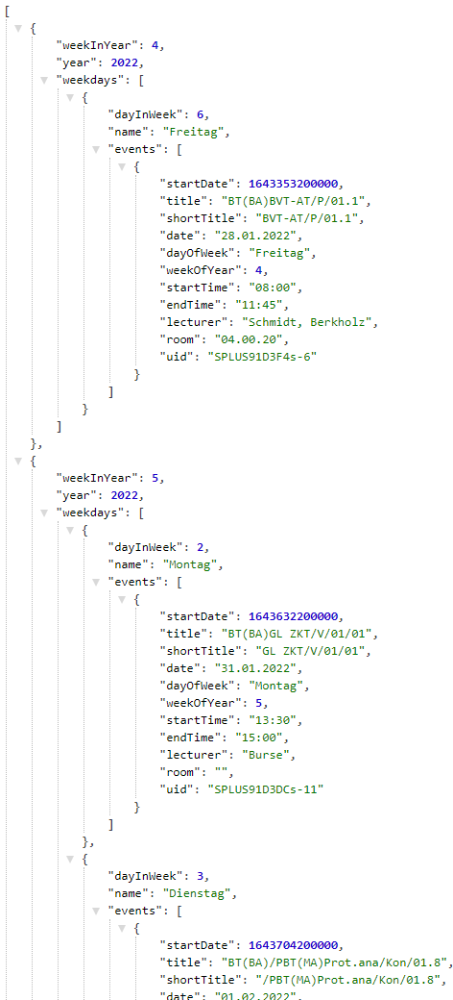 [
{
"weekInYear": 4,
"year": 2022,
"weekdays": [
{
"dayInWeek": 6,
"name": "Freitag",
"events": [
{
"startDate": 1643353200000,
"title": "BT(BA)BVT-AT/P/01.1",
"shortTitle": "BVT-AT/P/01.1",
"date": "28.01.2022",
"dayOfWeek": "Freitag",
"weekOfYear": 4,
"startTime": "08:00",
"endTime": "11:45",
"lecturer": "Schmidt, Berkholz",
"room": "04.00.20",
"uid": "SPLUS91D3F4s-6"
}
]
}
]
},
{
"weekInYear": 5,
"year": 2022,
"weekdays": [
{
"dayInWeek": 2,
"name": "Montag",
"events": [
{
"startDate": 1643632200000,
"title": "BT(BA)GL ZKT/V/01/01",
"shortTitle": "GL ZKT/V/01/01",
"date": "31.01.2022",
"dayOfWeek": "Montag",
"weekOfYear": 5,
"startTime": "13:30",
"endTime": "15:00",
"lecturer": "Burse",
"room": "",
"uid": "SPLUS91D3DCs-11"
}
]
},
{
"dayInWeek": 3,
"name": "Dienstag",
"events": [
{
"startDate": 1643704200000,
"title": "BT(BA)/PBT(MA)Prot.ana/Kon/01.8",
"shortTitle": "/PBT(MA)Prot.ana/Kon/01.8",
"date": "01.02.2022",